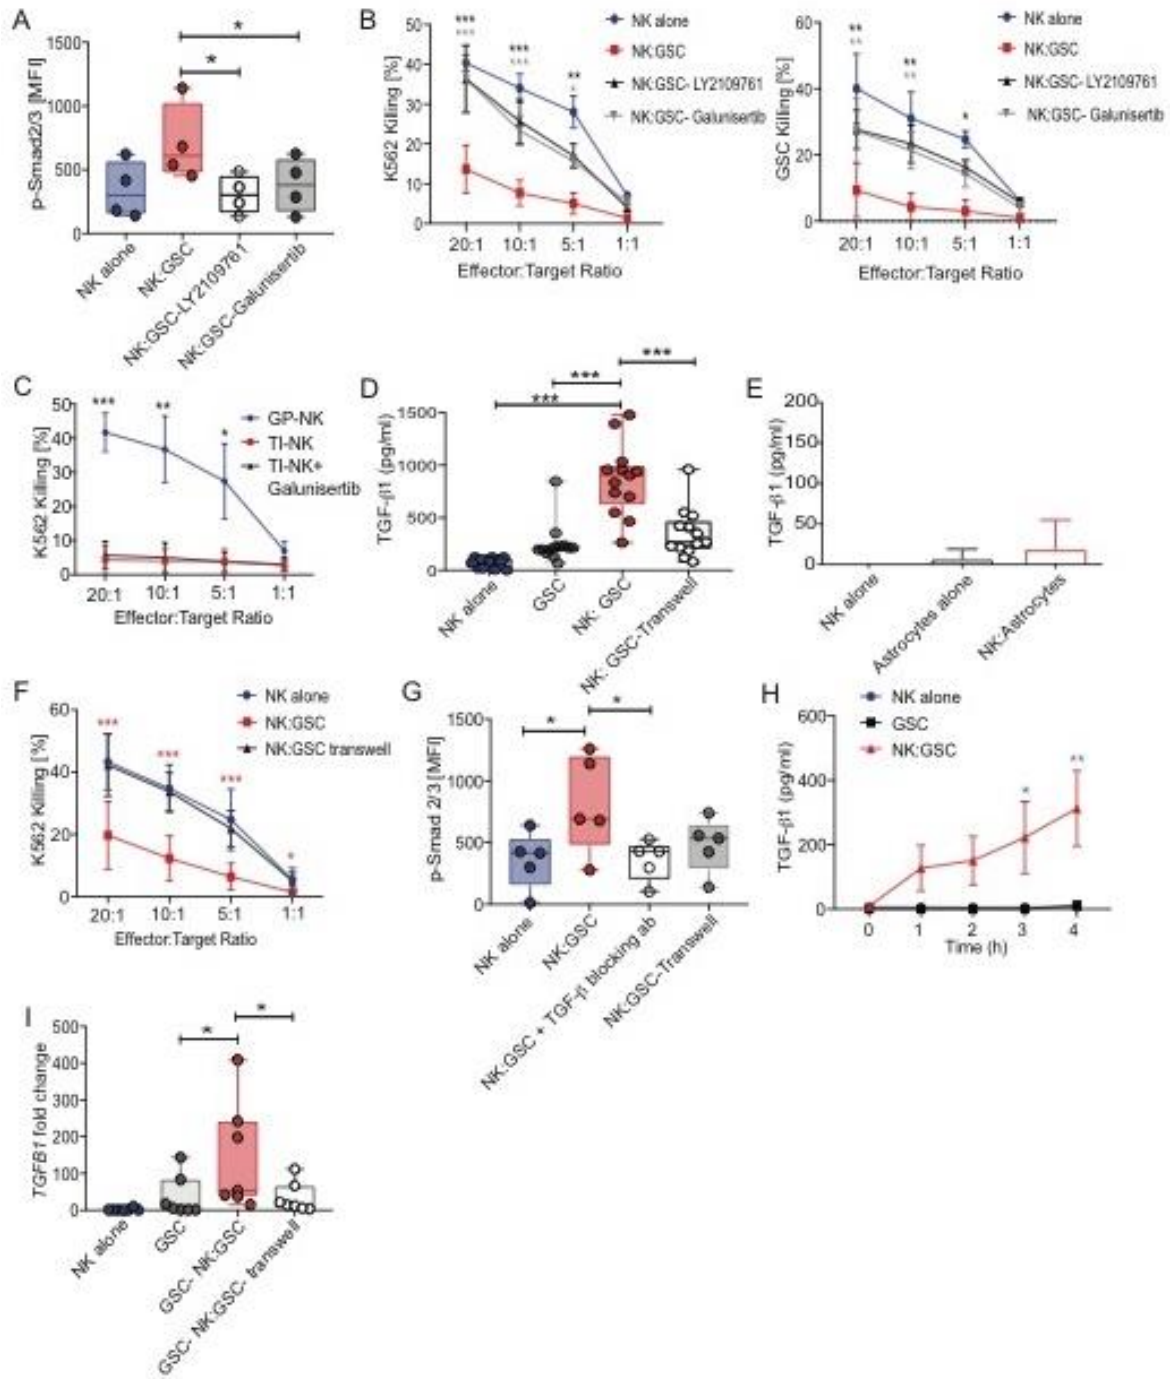 A
p-Smad2/3 [MFI]
1500
1000
500
0
NK alone
NK:GSC
NK:GSC-LY2109761
NK:GSC-Galunisertib
*
*
B
K562 Killing [%]
50
40
30
20
10
0
20:1
10:1
5:1
1:1
Effector:Target Ratio
***
***
**
NK alone
NK:GSC
NK:GSC- LY2109761
NK:GSC- Galunisertib
GSC Killing [%]
60
40
20
0
20:1
10:1
5:1
1:1
Effector:Target Ratio
**
**
*
NK alone
NK:GSC
NK:GSC- LY2109761
NK:GSC- Galunisertib
C
K562 Killing [%]
50
40
30
20
10
0
20:1
10:1
5:1
1:1
Effector:Target Ratio
***
**
*
GP-NK
TI-NK
TI-NK+
Galunisertib
D
TGF-β1 (pg/ml)
1500
1000
500
0
NK alone
GSC
NK: GSC
NK: GSC-Transwell
***
***
***
E
TGF-β1 (pg/ml)
200
150
100
50
0
NK alone
Astrocytes alone
NK:Astrocytes
F
K562 Killing [%]
60
40
20
0
20:1
10:1
5:1
1:1
Effector:Target Ratio
***
***
***
*
NK alone
NK:GSC
NK:GSC transwell
G
p-Smad 2/3 [MFI]
1500
1000
500
0
NK alone
NK:GSC
NK:GSC + TGF-β blocking ab
NK:GSC-Transwell
*
*
H
TGF-β1 (pg/ml)
600
400
200
0
0
1
2
3
4
Time (h)
*
**
NK alone
GSC
NK:GSC
I
TGFB1 fold change
500
400
300
200
100
0
NK alone
GSC
GSC- NK:GSC
GSC- NK:GSC- transwell
*
*